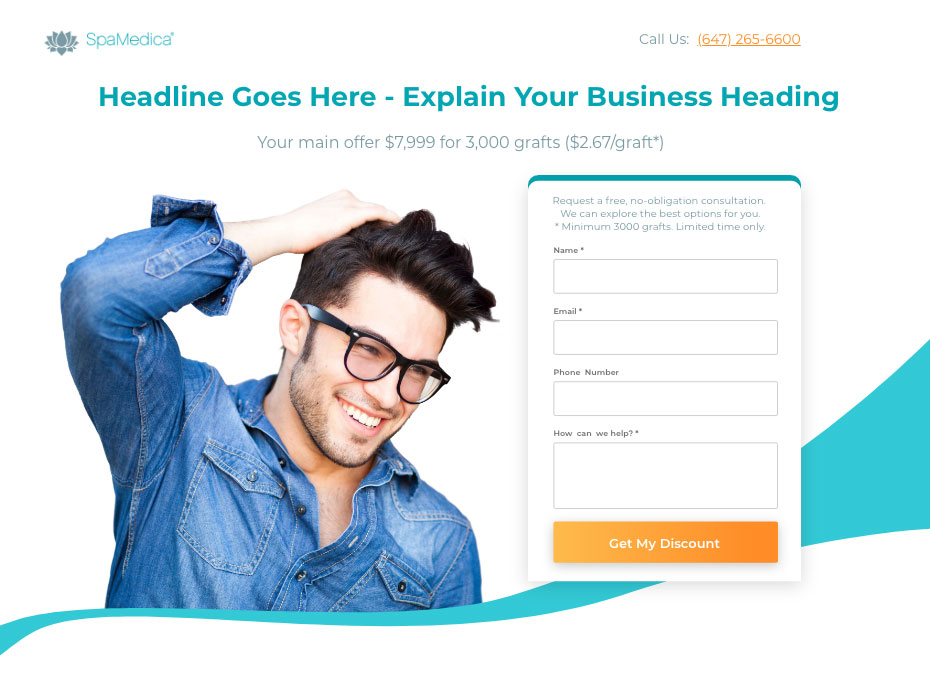 SpaMedica®
Call Us: (647) 265-6600
Headline Goes Here - Explain Your Business Heading
Your main offer $7,999 for 3,000 grafts ($2.67/graft*)
Request a free, no-obligation consultation.
We can explore the best options for you.
* Minimum 3000 grafts. Limited time only.
Name *
Email *
Phone Number
How can we help? *
Get My Discount